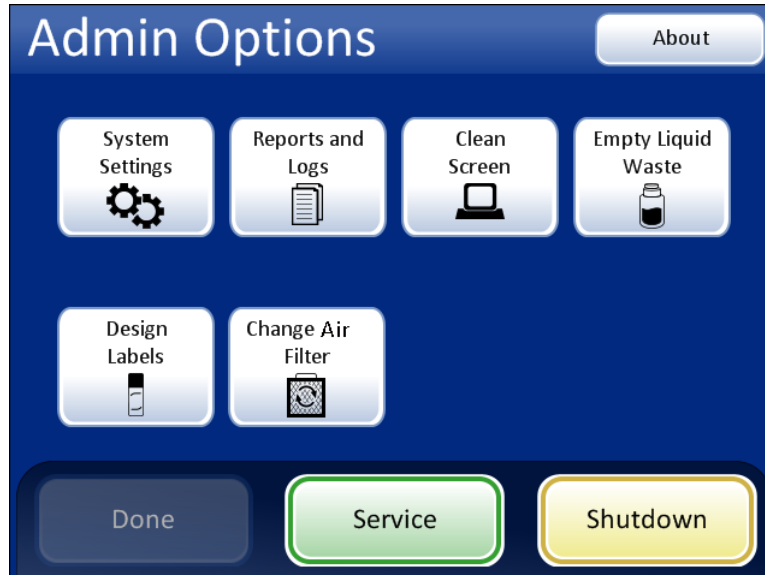 Admin Options
About
System
Settings
Reports and
Logs
Clean
Screen
Empty Liquid
Waste
Design
Labels
Change Air
Filter
Done
Service
Shutdown